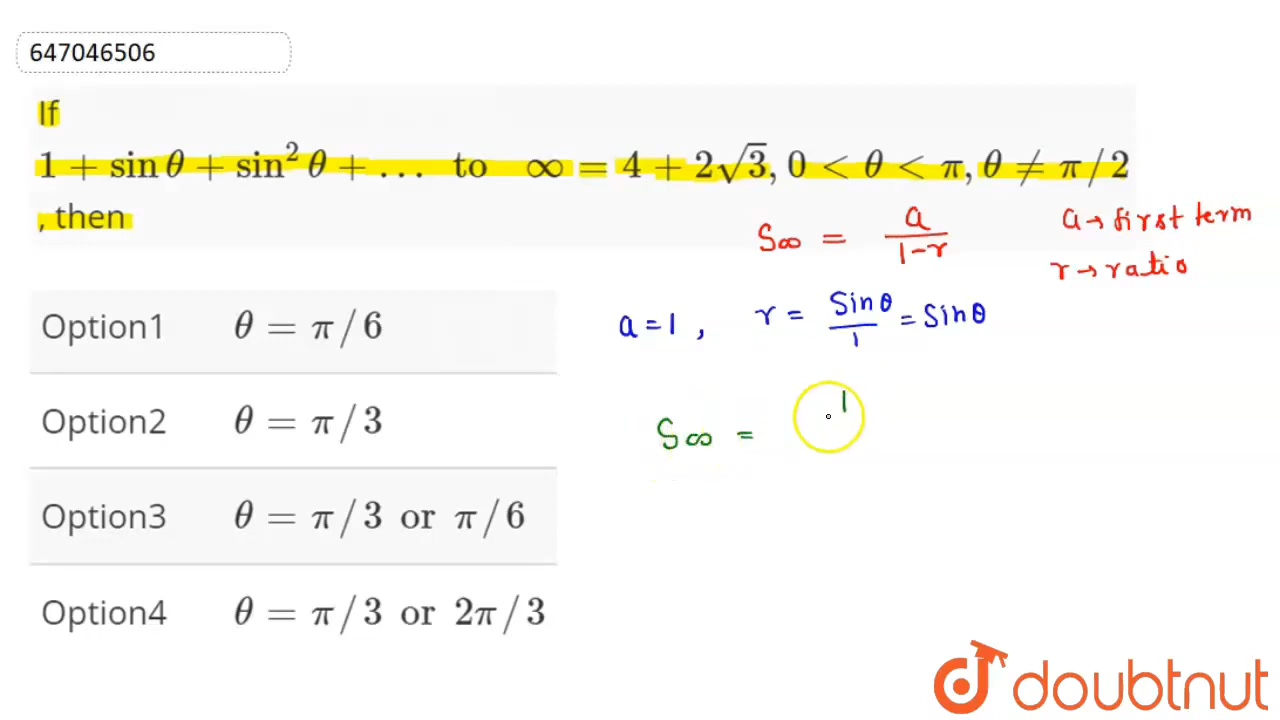 647046506
If
1 + sin θ + sin² θ + … to ∞ = 4 + 2√3, 0 < θ < π, θ ≠ π/2
, then
S∞ = a/1-r
a → first term
r → ratio
a = 1 , r = Sinθ/1 = Sinθ
S∞ = 1
Option1 θ = π/6
Option2 θ = π/3
Option3 θ = π/3 or π/6
Option4 θ = π/3 or 2π/3
doubtnut